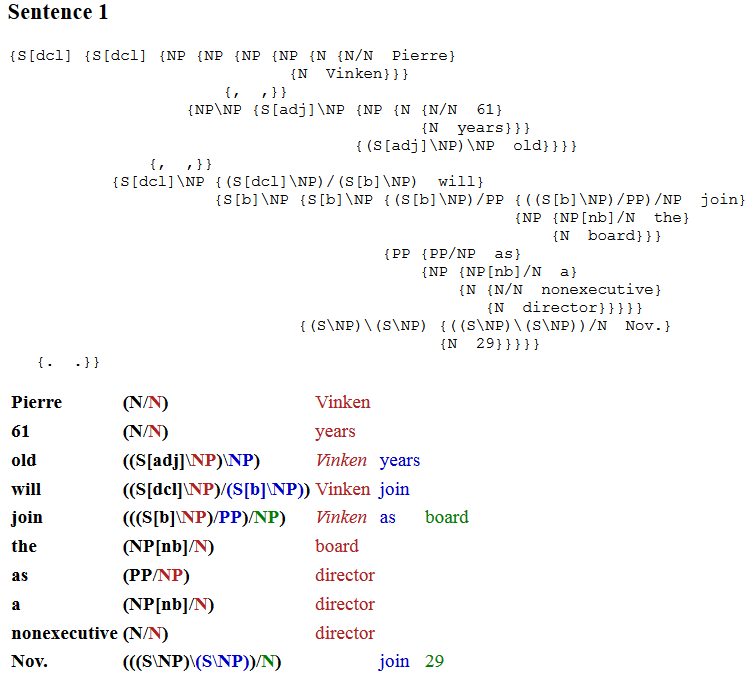 Sentence 1
{S[dcl] {S[dcl] {NP {NP {NP {NP {N {N/N Pierre}
{N Vinken}}}
{, ,}}
{NP\NP {S[adj]\NP {NP {N {N/N 61}
{N years}}}
{(S[adj]\NP)\NP old}}}}
{, ,}}
{S[dcl]\NP {(S[dcl]\NP)/(S[b]\NP) will}
{S[b]\NP {S[b]\NP {(S[b]\NP)/PP {((S[b]\NP)/PP)/NP join}
{NP {NP[nb]/N the}
{N board}}}
{PP {PP/NP as}
{NP {NP[nb]/N a}
{N {N/N nonexecutive}
{N director}}}}}
{(S\NP)\(S\NP) {((S\NP)\(S\NP))/N Nov.}
{N 29}}}}}
{. .}}
Pierre (N/N) Vinken
61 (N/N) years
old ((S[adj]\NP)\NP) Vinken years
will ((S[dcl]\NP)/(S[b]\NP)) Vinken join
join (((S[b]\NP)/PP)/NP) Vinken as board
the (NP[nb]/N) board
as (PP/NP) director
a (NP[nb]/N) director
nonexecutive (N/N) director
Nov. (((S\NP)\(S\NP))/N) join 29